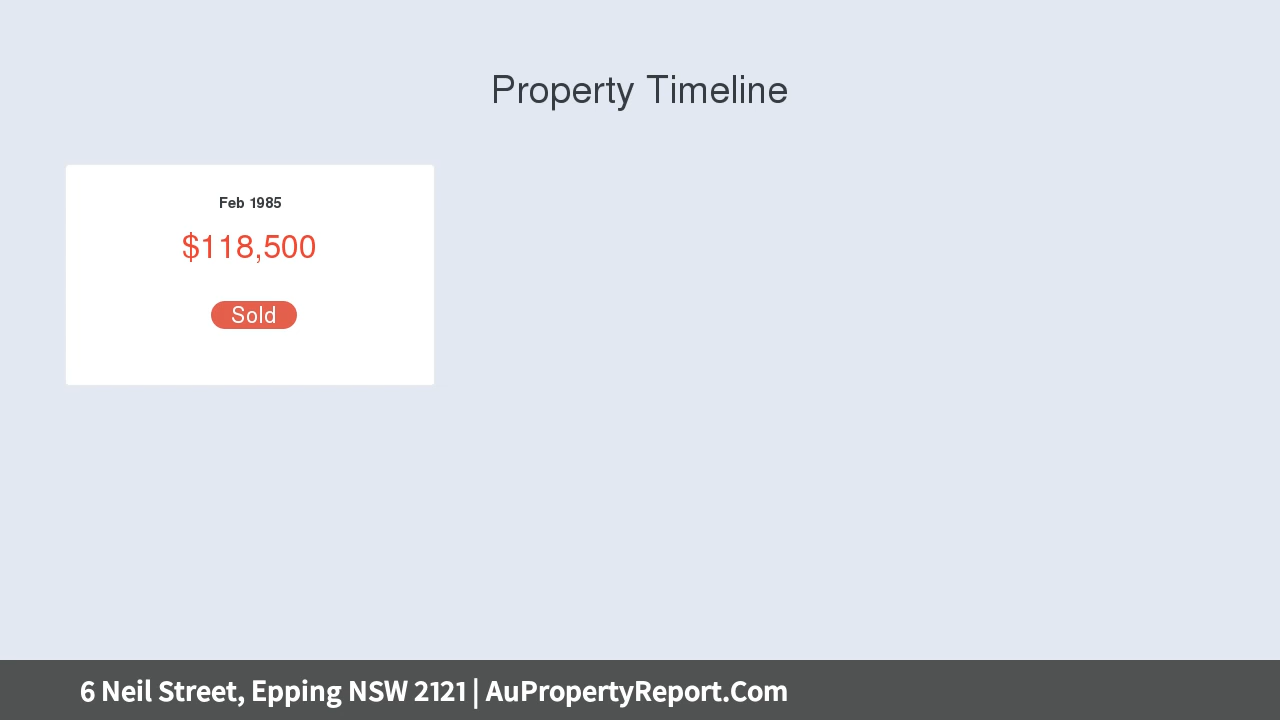 Property Timeline
Feb 1985
$118,500
Sold
6 Neil Street, Epping NSW 2121 | AuPropertyReport.Com